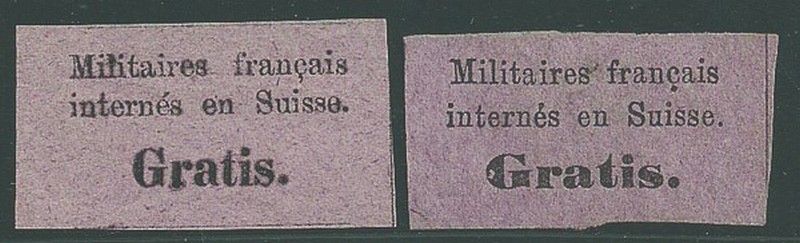 Militaires français
internés en Suisse.
Gratis.
Militaires français
internés en Suisse.
Gratis.